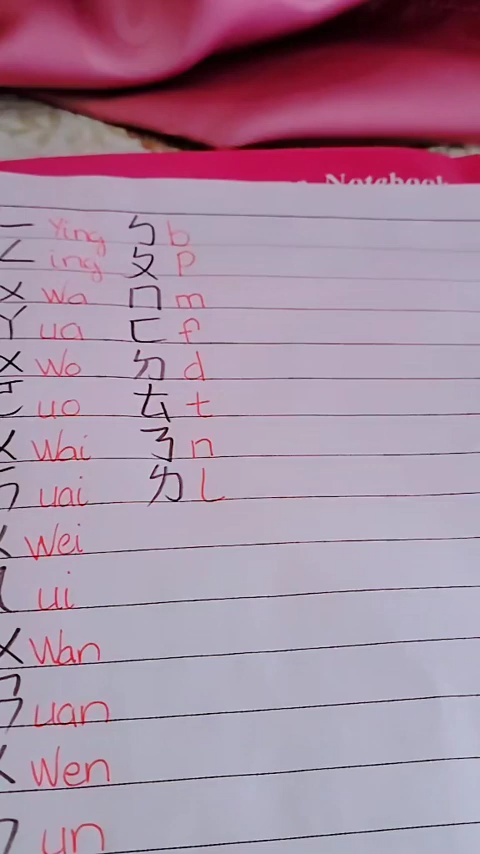 Notebook
一 Ying ㄅ b
ㄥ ing ㄆ p
ㄨ Wa ㄇ m
ㄚ ua ㄈ f
ㄨ Wo ㄉ d
ㄛ uo ㄊ t
ㄨ Wai ㄋ n
ㄞ uai ㄌ L
ㄨ Wei
ui
ㄨ Wan
ㄢ uan
ㄨ Wen
un